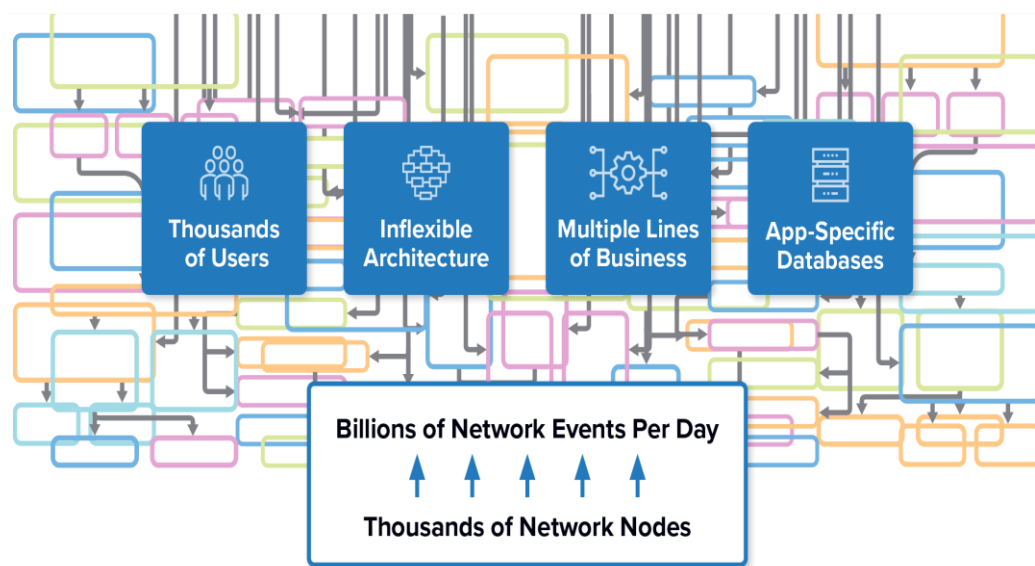 Thousands
of Users
Inflexible
Architecture
Multiple Lines
of Business
App-Specific
Databases
Billions of Network Events Per Day
Thousands of Network Nodes